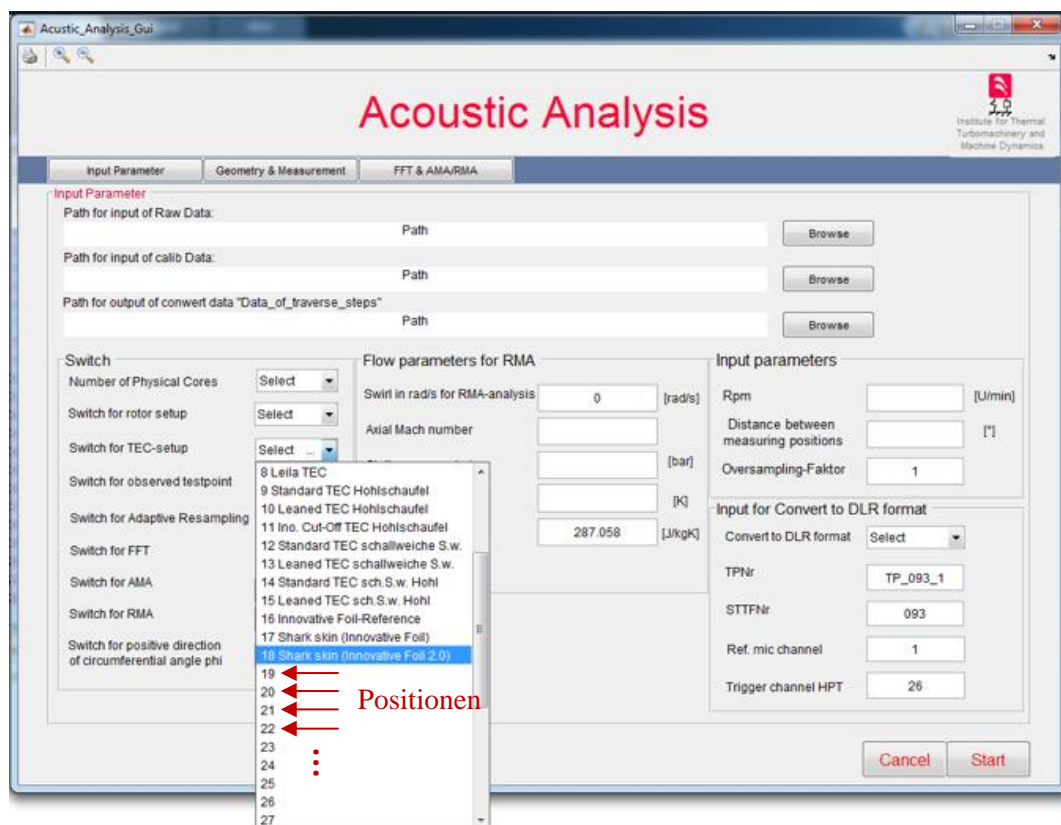 Acustic_Analysis_Gui
Acoustic Analysis
Institute for Thermal
Turbomachinery and
Machine Dynamics
Input Parameter
Geometry & Measurement
FFT & AMA/RMA
Input Parameter
Path for input of Raw Data:
Path
Browse
Path for input of calib Data:
Path
Browse
Path for output of conwert data "Data_of_traverse_steps"
Path
Browse
Switch
Number of Physical Cores
Select
Switch for rotor setup
Select
Switch for TEC-setup
Select ...
Switch for observed testpoint
Switch for Adaptive Resampling
Switch for FFT
Switch for AMA
Switch for RMA
Switch for positive direction
of circumferential angle phi
8 Leila TEC
9 Standard TEC Hohlschaufel
10 Leaned TEC Hohlschaufel
11 Ino. Cut-Off TEC Hohlschaufel
12 Standard TEC schallweiche S.w.
13 Leaned TEC schallweiche S.w.
14 Standard TEC sch.S.w. Hohl
15 Leaned TEC sch.S.w. Hohl
16 Innovative Foil-Reference
17 Shark skin (Innovative Foil)
18 Shark skin (Innovative Foil 2.0)
19
20
21
22
23
24
25
26
27
Positionen
Flow parameters for RMA
Swirl in rad/s for RMA-analysis
0
[rad/s]
Axial Mach number
[bar]
[K]
287.058
[J/kgK]
Input parameters
Rpm
[U/min]
Distance between
measuring positions
[°]
Oversampling-Faktor
1
Input for Convert to DLR format
Convert to DLR format
Select
TPNr
TP_093_1
STTFNr
093
Ref. mic channel
1
Trigger channel HPT
26
Cancel
Start